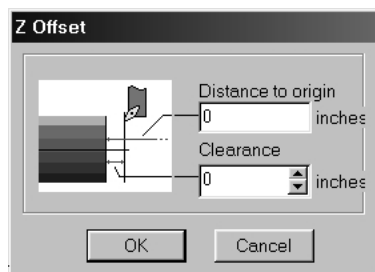 Z Offset
Distance to origin
0 inches
Clearance
0 inches
OK Cancel